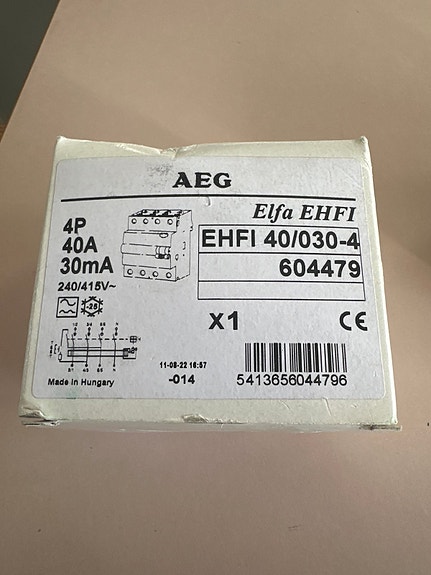 AEG
Elfa EHFI
4P
40A
30mA
240/415V~
EHFI 40/030-4
604479
-25
X1
CE
11-08-22 16:57
-014
Made in Hungary
5413656044796